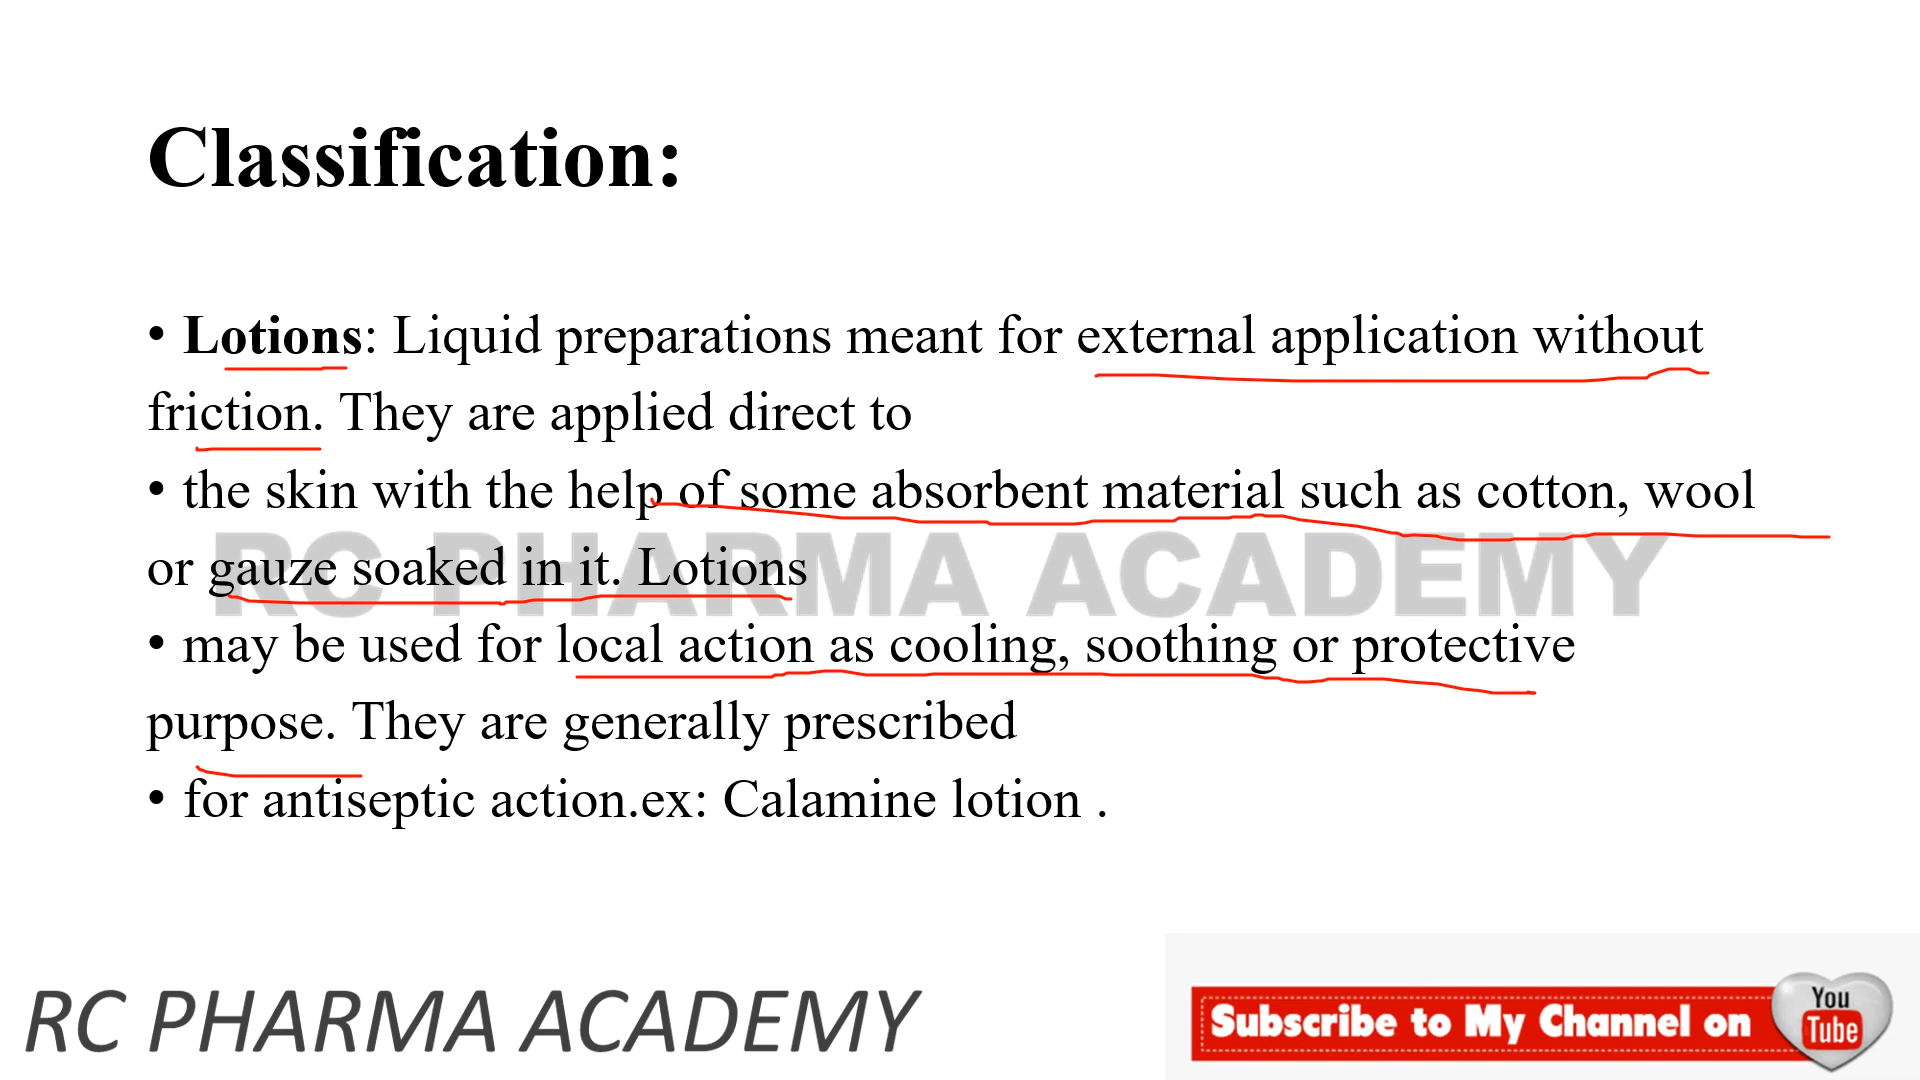 Classification:
• Lotions: Liquid preparations meant for external application without
friction. They are applied direct to
• the skin with the help of some absorbent material such as cotton, wool
or gauze soaked in it. Lotions
RC PHARMA ACADEMY
• may be used for local action as cooling, soothing or protective
purpose. They are generally prescribed
• for antiseptic action.ex: Calamine lotion .
RC PHARMA ACADEMY
Subscribe to My Channel on
You
Tube